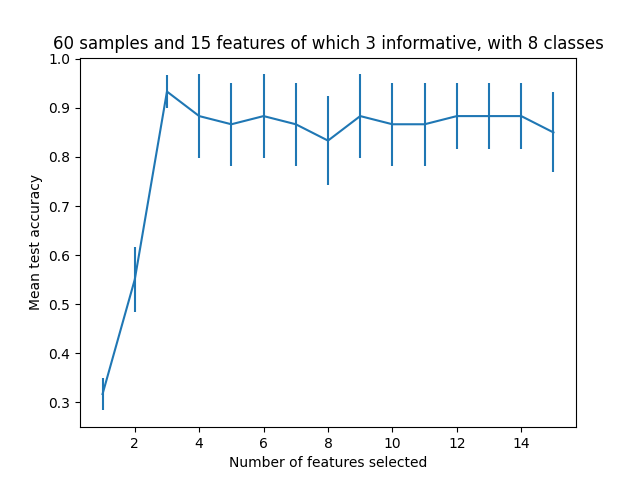 60 samples and 15 features of which 3 informative, with 8 classes
1.0
0.9
0.8
0.7
0.6
0.5
0.4
0.3
Mean test accuracy
2 4 6 8 10 12 14
Number of features selected